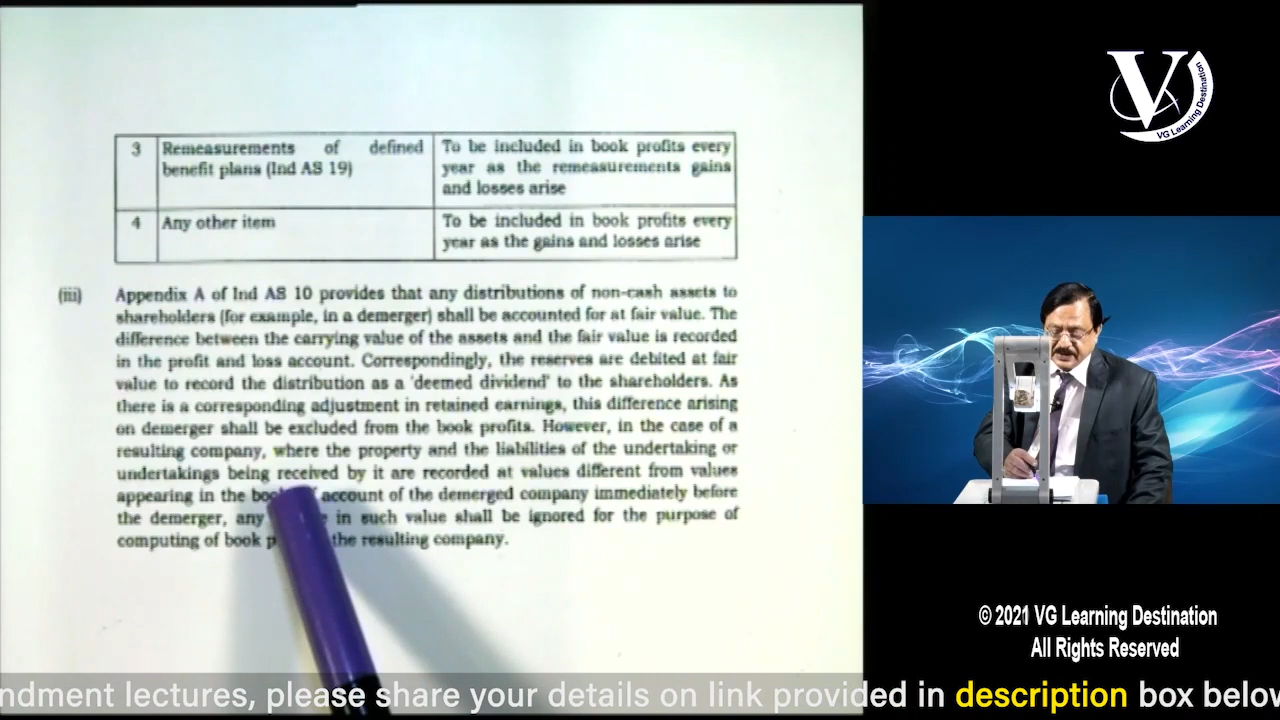 3 Remeasurements of defined benefit plans (Ind AS 19) To be included in book profits every year as the remeasurements gains and losses arise
4 Any other item To be included in book profits every year as the gains and losses arise
(iii) Appendix A of Ind AS 10 provides that any distributions of non-cash assets to
shareholders (for example, in a demerger) shall be accounted for at fair value. The
difference between the carrying value of the assets and the fair value is recorded
in the profit and loss account. Correspondingly, the reserves are debited at fair
value to record the distribution as a 'deemed dividend' to the shareholders. As
there is a corresponding adjustment in retained earnings, this difference arising
on demerger shall be excluded from the book profits. However, in the case of a
resulting company, where the property and the liabilities of the undertaking or
undertakings being received by it are recorded at values different from values
appearing in the account of the demerged company immediately before
the demerger, any in such value shall be ignored for the purpose of
computing of book the resulting company.
V
VG Learning Destination
© 2021 VG Learning Destination
All Rights Reserved
ndment lectures, please share your details on link provided in description box below